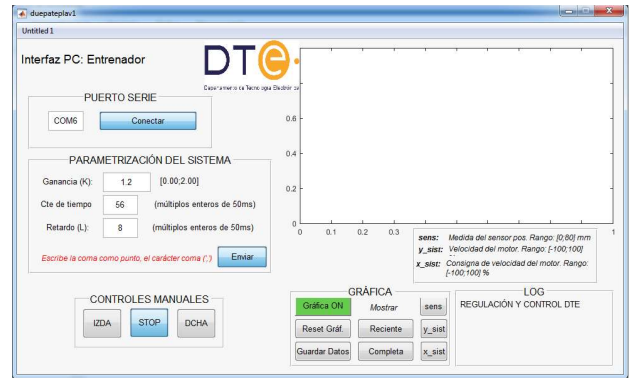 duepateplav1
Untitled 1
Interfaz PC: Entrenador
DTe
Departamento de Tecnología Electrónica
PUERTO SERIE
COM6
Conectar
PARAMETRIZACIÓN DEL SISTEMA
Ganancia (K):
1.2
[0.00;2.00]
Cte de tiempo
56
(múltiplos enteros de 50ms)
Retardo (L):
8
(múltiplos enteros de 50ms)
Escribe la coma como punto, el carácter coma (',')
Enviar
CONTROLES MANUALES
IZDA
STOP
DCHA
0.6
0.4
0.2
0
0
0.1
0.2
0.3
1
sens: Medida del sensor pos. Rango: [0;80] mm
y_sist: Velocidad del motor. Rango: [-100;100]
x_sist: Consigna de velocidad del motor. Rango:
[-100;100] %
GRÁFICA
Gráfica ON
Mostrar
sens
Reset Gráf.
Reciente
y_sist
Guardar Datos
Completa
x_sist
LOG
REGULACIÓN Y CONTROL DTE